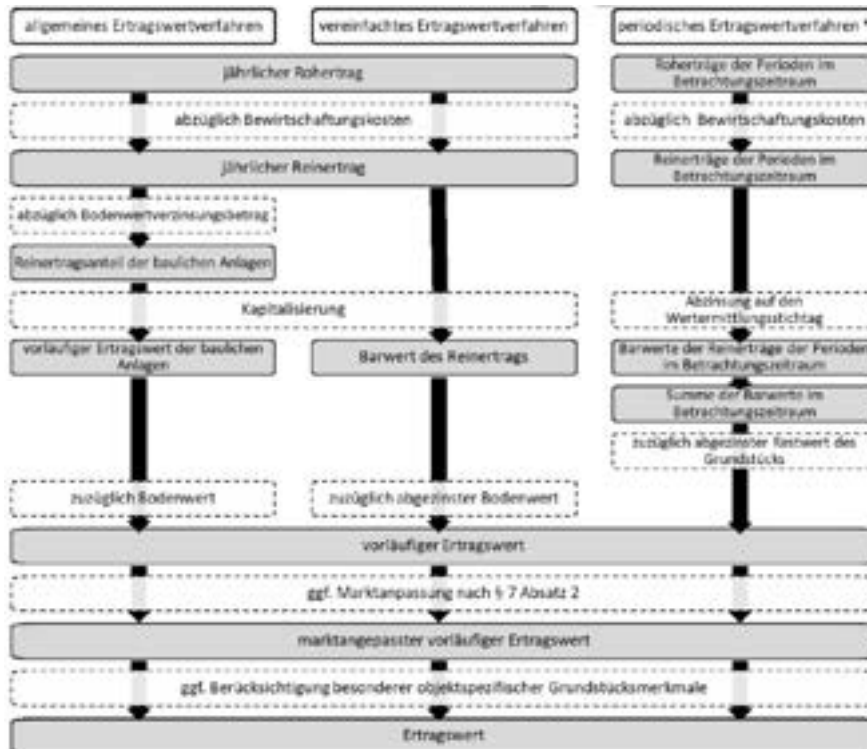 allgemeines Ertragswertverfahren
vereinfachtes Ertragswertverfahren
periodisches Ertragswertverfahren *
jährlicher Rohertrag
Roherträge der Perioden im
Betrachtungszeitraum
abzüglich Bewirtschaftungskosten
abzüglich Bewirtschaftungskosten
jährlicher Reinertrag
Reinerträge der Perioden im
Betrachtungszeitraum
abzüglich Bodenwertverzinsungsbetrag
Reinertragsanteil der baulichen Anlagen
Kapitalisierung
Abzinsung auf den
Wertermittlungsstichtag
vorläufiger Ertragswert der baulichen
Anlagen
Barwert des Reinertrags
Barwerte der Reinerträge der Perioden
im Betrachtungszeitraum
Summe der Barwerte im
Betrachtungszeitraum
zuzüglich abgezinster Restwert des
Grundstücks
zuzüglich Bodenwert
zuzüglich abgezinster Bodenwert
vorläufiger Ertragswert
ggf. Marktanpassung nach § 7 Absatz 2
marktangepasster vorläufiger Ertragswert
ggf. Berücksichtigung besonderer objektspezifischer Grundstücksmerkmale
Ertragswert